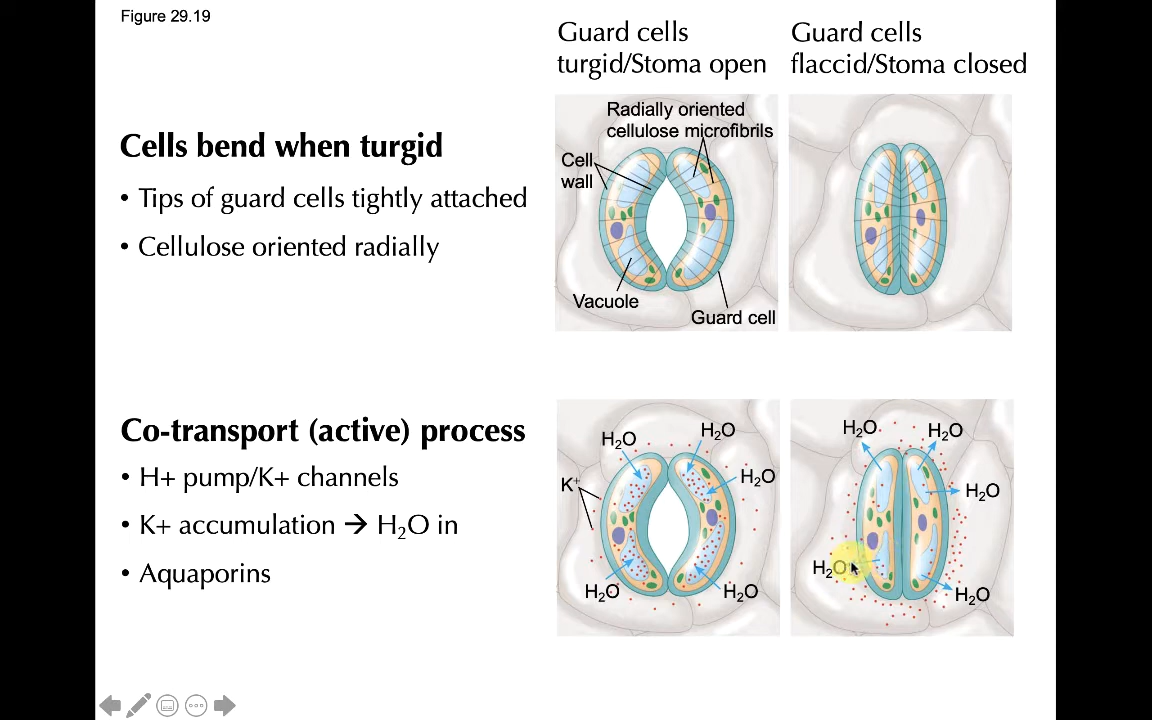 Figure 29.19
Guard cells
turgid/Stoma open
Guard cells
flaccid/Stoma closed
Cells bend when turgid
• Tips of guard cells tightly attached
• Cellulose oriented radially
Radially oriented
cellulose microfibrils
Cell
wall
Vacuole
Guard cell
Co-transport (active) process
• H+ pump/K+ channels
• K+ accumulation → H₂O in
• Aquaporins
H₂O
H₂O
K⁺
H₂O
H₂O
H₂O
H₂O
H₂O
H₂O
H₂O
H₂O